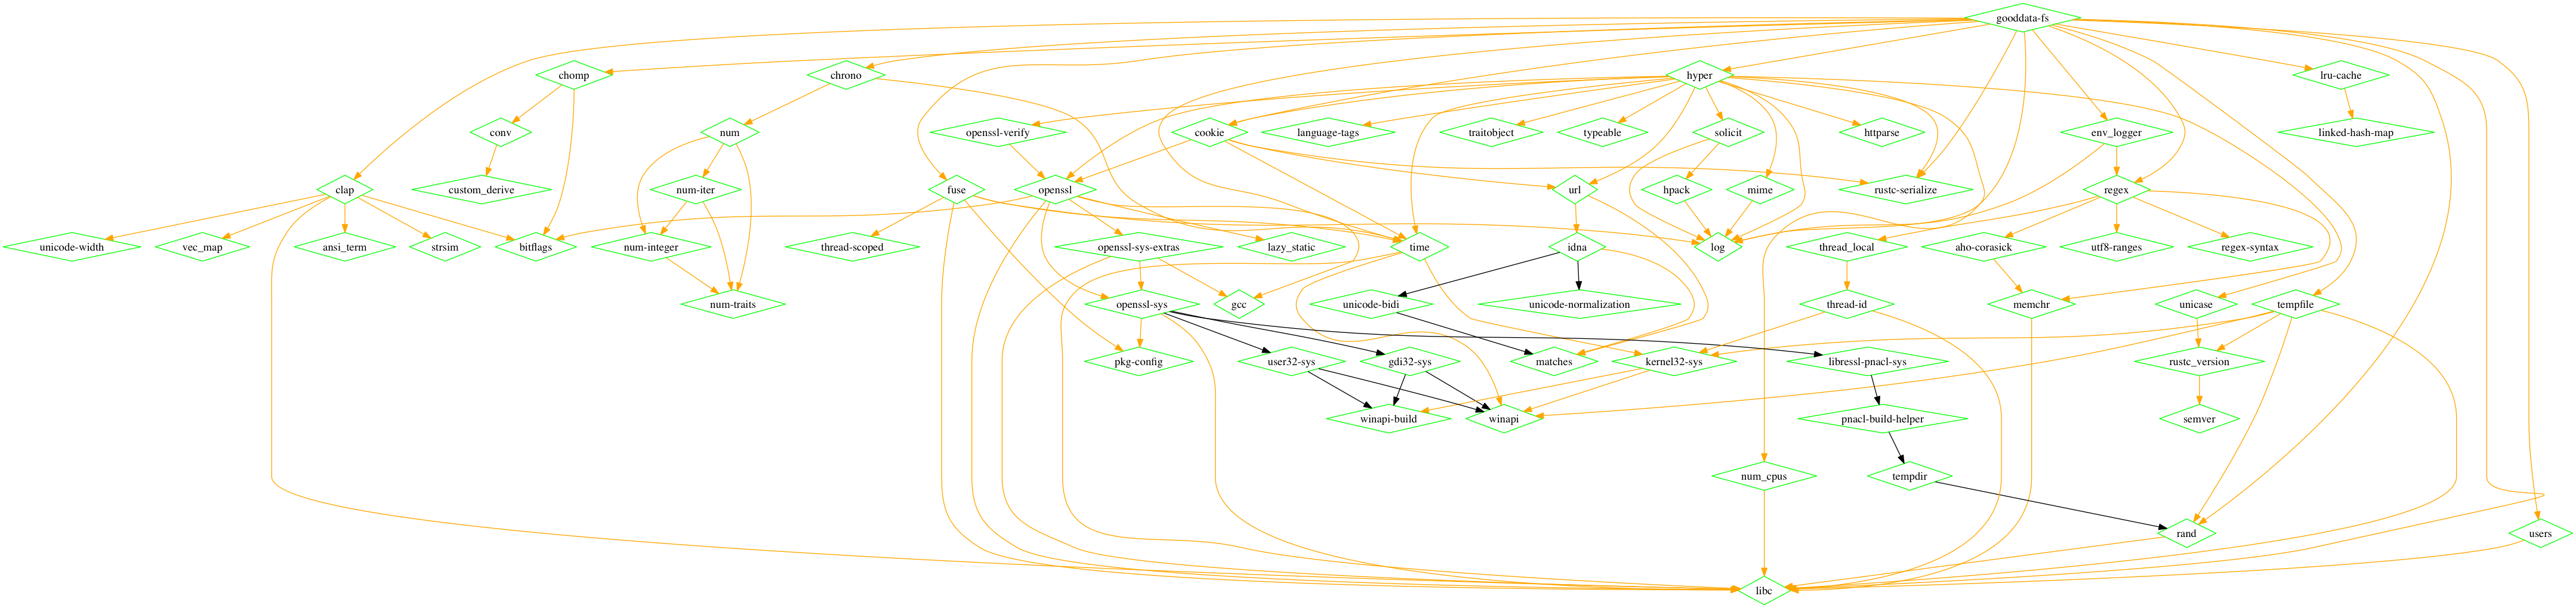 gooddata-fs
chomp
chrono
hyper
lru-cache
conv
num
openssl-verify
cookie
language-tags
traitobject
typeable
solicit
httparse
env_logger
linked-hash-map
clap
custom_derive
num-iter
fuse
openssl
url
hpack
mime
rustc-serialize
regex
unicode-width
vec_map
ansi_term
strsim
bitflags
num-integer
thread-scoped
openssl-sys-extras
lazy_static
time
idna
log
thread_local
aho-corasick
utf8-ranges
regex-syntax
num-traits
openssl-sys
gcc
unicode-bidi
unicode-normalization
thread-id
memchr
unicase
tempfile
pkg-config
user32-sys
gdi32-sys
matches
kernel32-sys
libressl-pnacl-sys
rustc_version
winapi-build
winapi
pnacl-build-helper
semver
num_cpus
tempdir
rand
users
libc